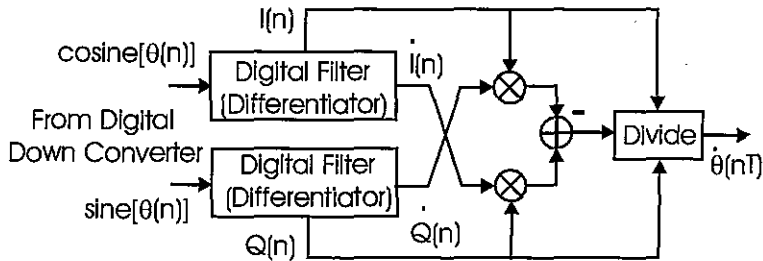 I(n)
cosine[θ(n)]
Digital Filter
(Differentiator)
İ(n)
From Digital
Down Converter
Digital Filter
(Differentiator)
sine[θ(n)]
Q(n)
Q̇(n)
-
Divide
θ̇(nT)